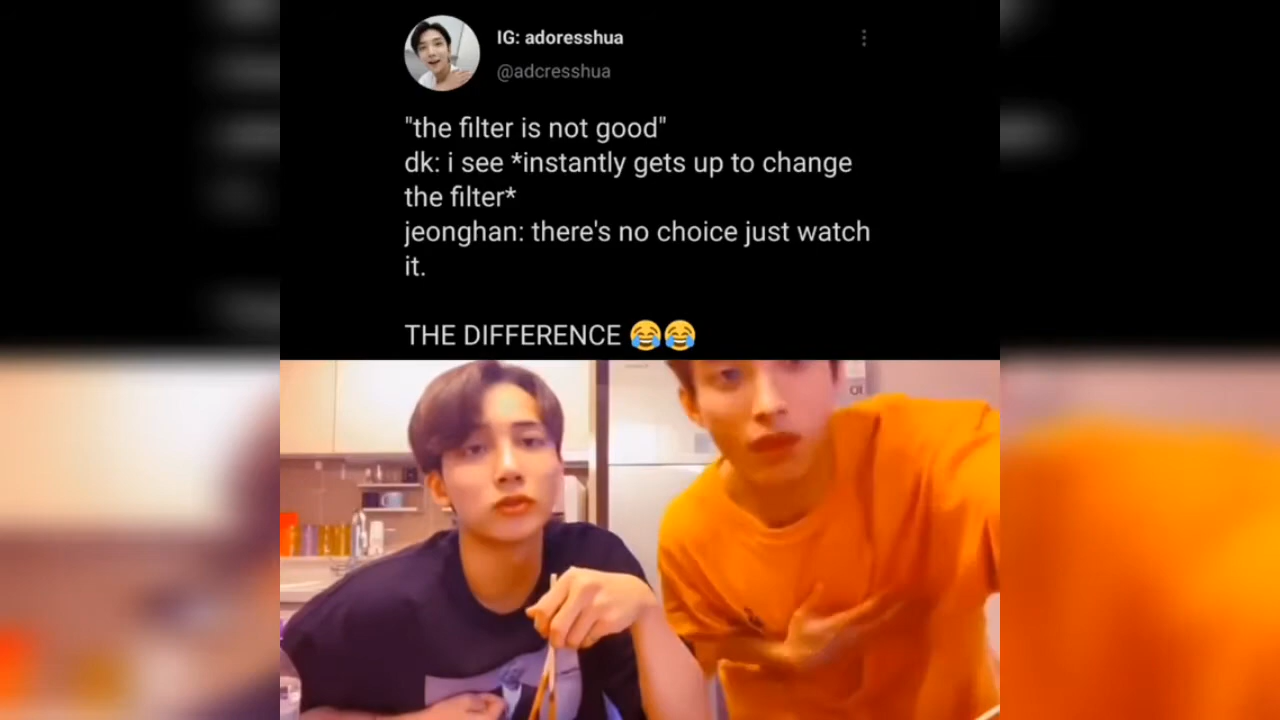 IG: adoresshua
@adcresshua
"the filter is not good"
dk: i see *instantly gets up to change
the filter*
jeonghan: there's no choice just watch
it.
THE DIFFERENCE 😂😂